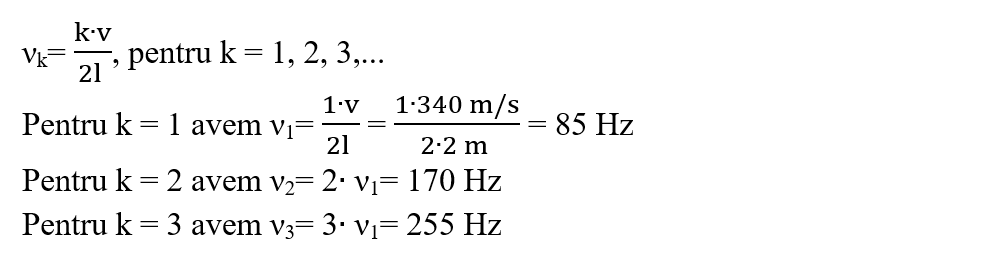 νₖ= k·v/2l, pentru k = 1, 2, 3,...
Pentru k = 1 avem ν₁= 1·v/2l = 1·340 m/s/2·2 m = 85 Hz
Pentru k = 2 avem ν₂= 2· ν₁= 170 Hz
Pentru k = 3 avem ν₃= 3· ν₁= 255 Hz